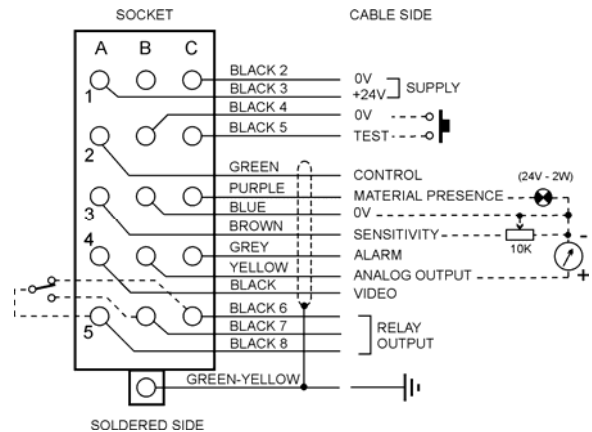 SOCKET
CABLE SIDE
A B C
1
2
3
4
5
BLACK 2
BLACK 3
BLACK 4
BLACK 5
GREEN
PURPLE
BLUE
BROWN
GREY
YELLOW
BLACK
BLACK 6
BLACK 7
BLACK 8
GREEN-YELLOW
0V
+24V
SUPPLY
0V
TEST
CONTROL
(24V - 2W)
MATERIAL PRESENCE
0V
SENSITIVITY
10K
-
+
ALARM
ANALOG OUTPUT
VIDEO
RELAY
OUTPUT
SOLDERED SIDE